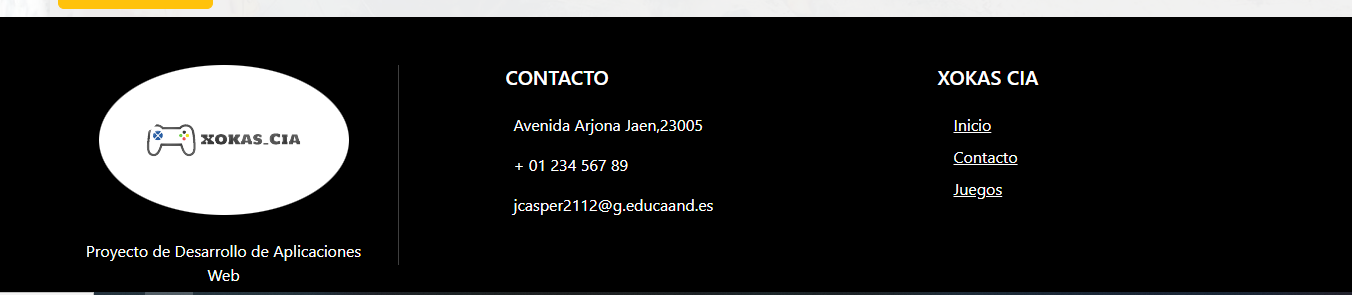 XOKAS_CIA
Proyecto de Desarrollo de Aplicaciones
Web
CONTACTO
Avenida Arjona Jaen,23005
+ 01 234 567 89
jcasper2112@g.educaand.es
XOKAS CIA
Inicio
Contacto
Juegos